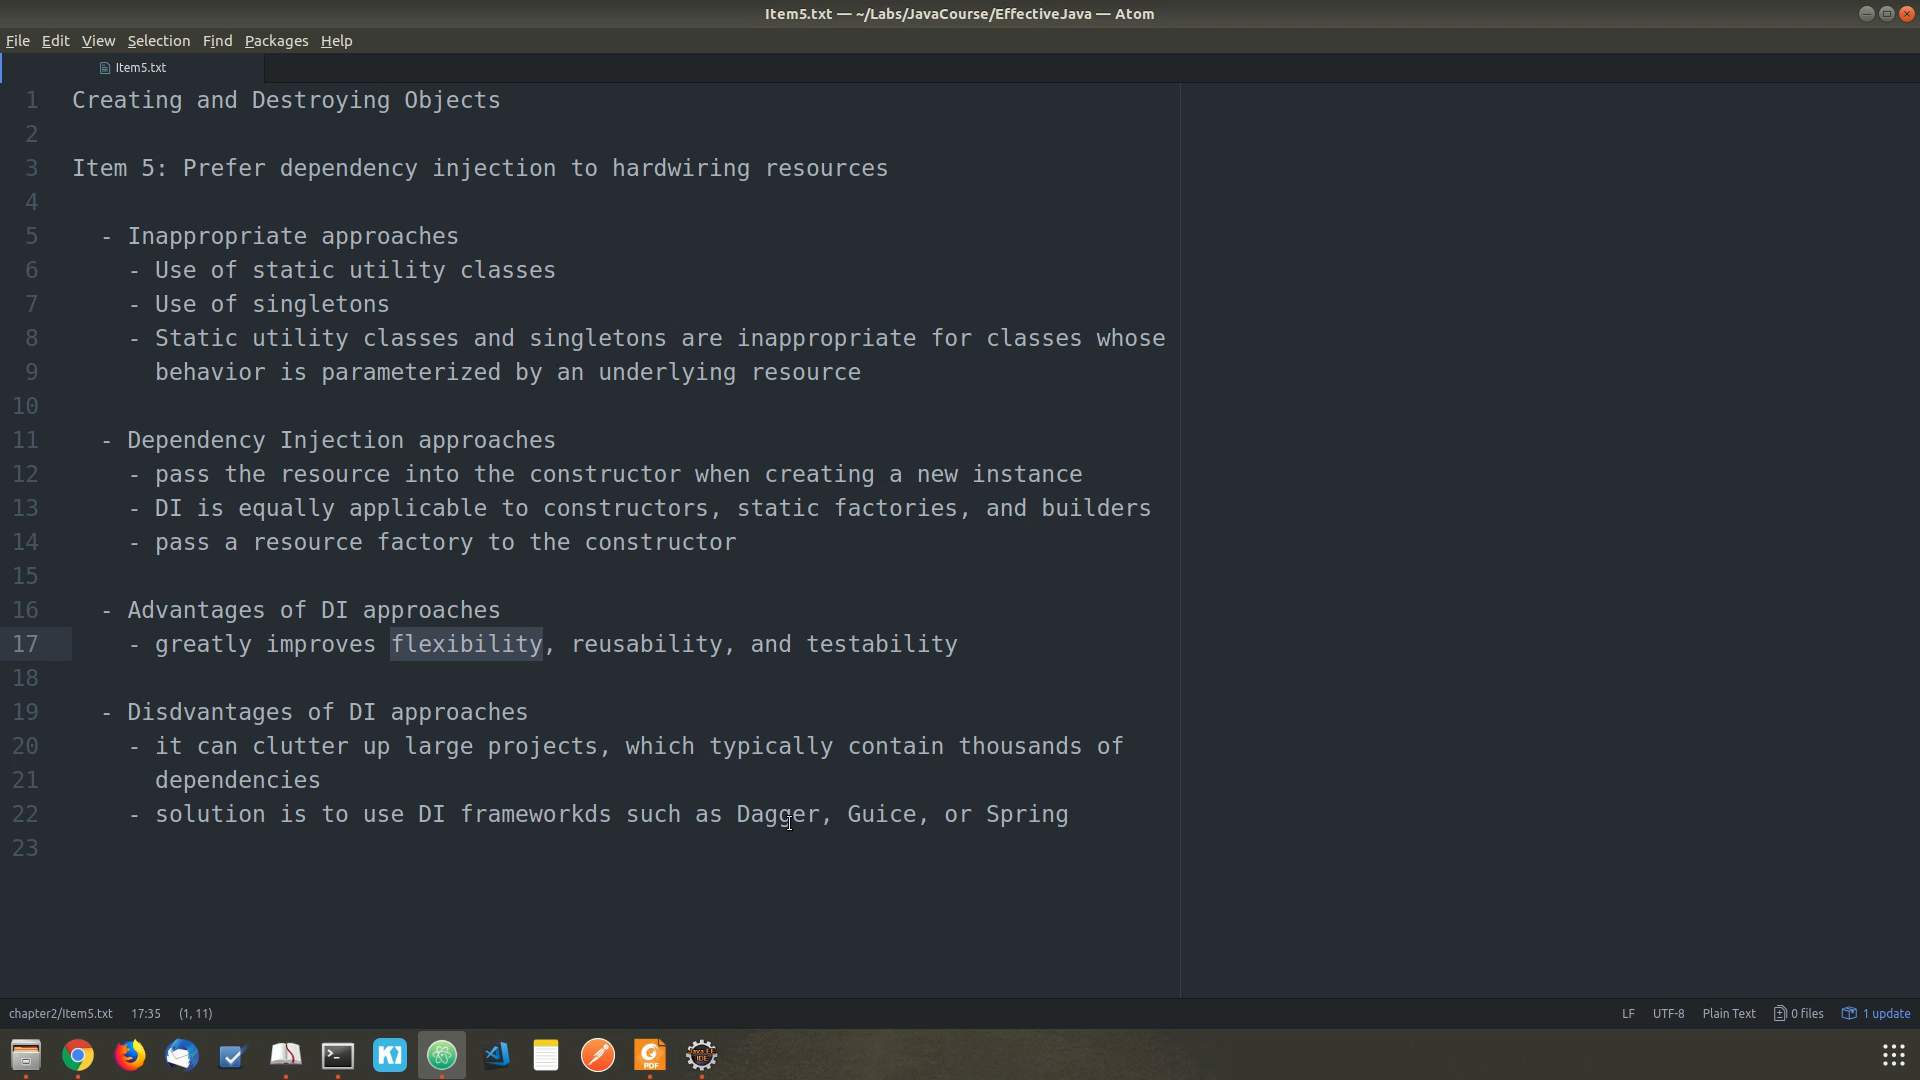 Item5.txt — ~/Labs/JavaCourse/EffectiveJava — Atom
File Edit View Selection Find Packages Help
Item5.txt
1 Creating and Destroying Objects
2
3 Item 5: Prefer dependency injection to hardwiring resources
4
5 - Inappropriate approaches
6 - Use of static utility classes
7 - Use of singletons
8 - Static utility classes and singletons are inappropriate for classes whose
9 behavior is parameterized by an underlying resource
10
11 - Dependency Injection approaches
12 - pass the resource into the constructor when creating a new instance
13 - DI is equally applicable to constructors, static factories, and builders
14 - pass a resource factory to the constructor
15
16 - Advantages of DI approaches
17 - greatly improves flexibility, reusability, and testability
18
19 - Disdvantages of DI approaches
20 - it can clutter up large projects, which typically contain thousands of
21 dependencies
22 - solution is to use DI frameworkds such as Dagger, Guice, or Spring
23
chapter2/Item5.txt 17:35 (1, 11) LF UTF-8 Plain Text 0 files 1 update
PDF
Java EE
IDE